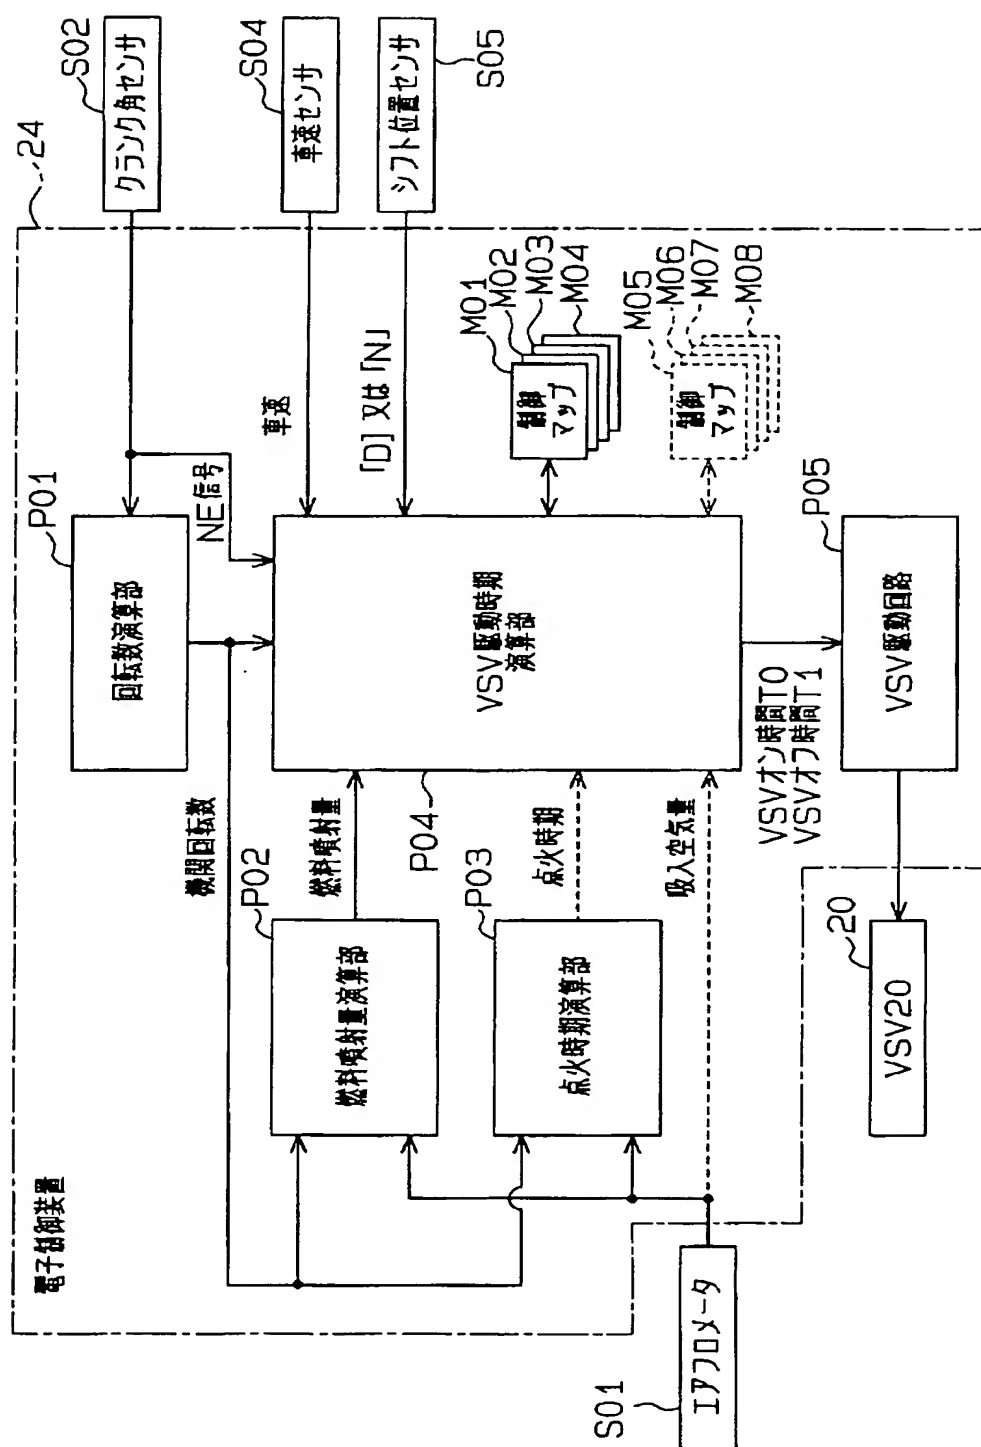 電子制御装置
24
S01
エアフロメータ
S02
クランク角センサ
S04
車速センサ
S05
シフト位置センサ
P01
回転数演算部
NE信号
機関回転数
車速
「D」又は「N」
P02
燃料噴射量演算部
燃料噴射量
P03
点火時期演算部
点火時期
吸入空気量
P04
VSV駆動時期
演算部
M01
M02
M03
M04
制御
マップ
M05
M06
M07
M08
制御
マップ
VSVオン時間T0
VSVオフ時間T1
P05
VSV駆動回路
20
VSV20